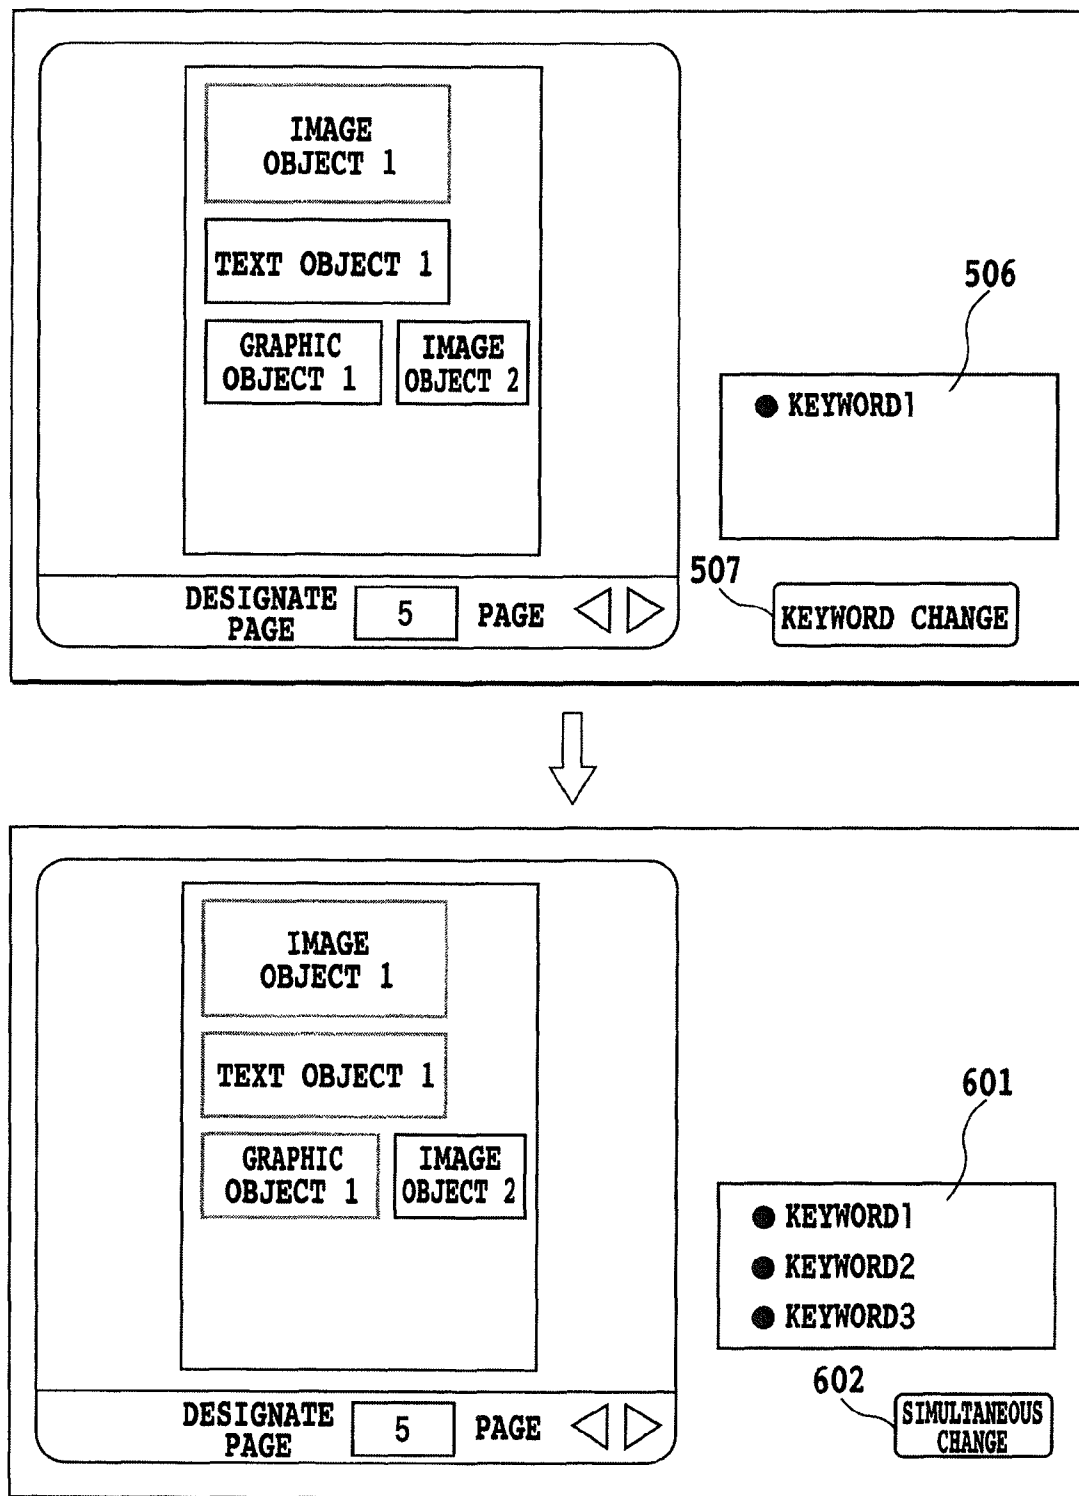 IMAGE
OBJECT 1
TEXT OBJECT 1
GRAPHIC
OBJECT 1
IMAGE
OBJECT 2
506
● KEYWORD1
507
KEYWORD CHANGE
DESIGNATE
PAGE
5
PAGE
IMAGE
OBJECT 1
TEXT OBJECT 1
GRAPHIC
OBJECT 1
IMAGE
OBJECT 2
601
● KEYWORD1
● KEYWORD2
● KEYWORD3
602
SIMULTANEOUS
CHANGE
DESIGNATE
PAGE
5
PAGE